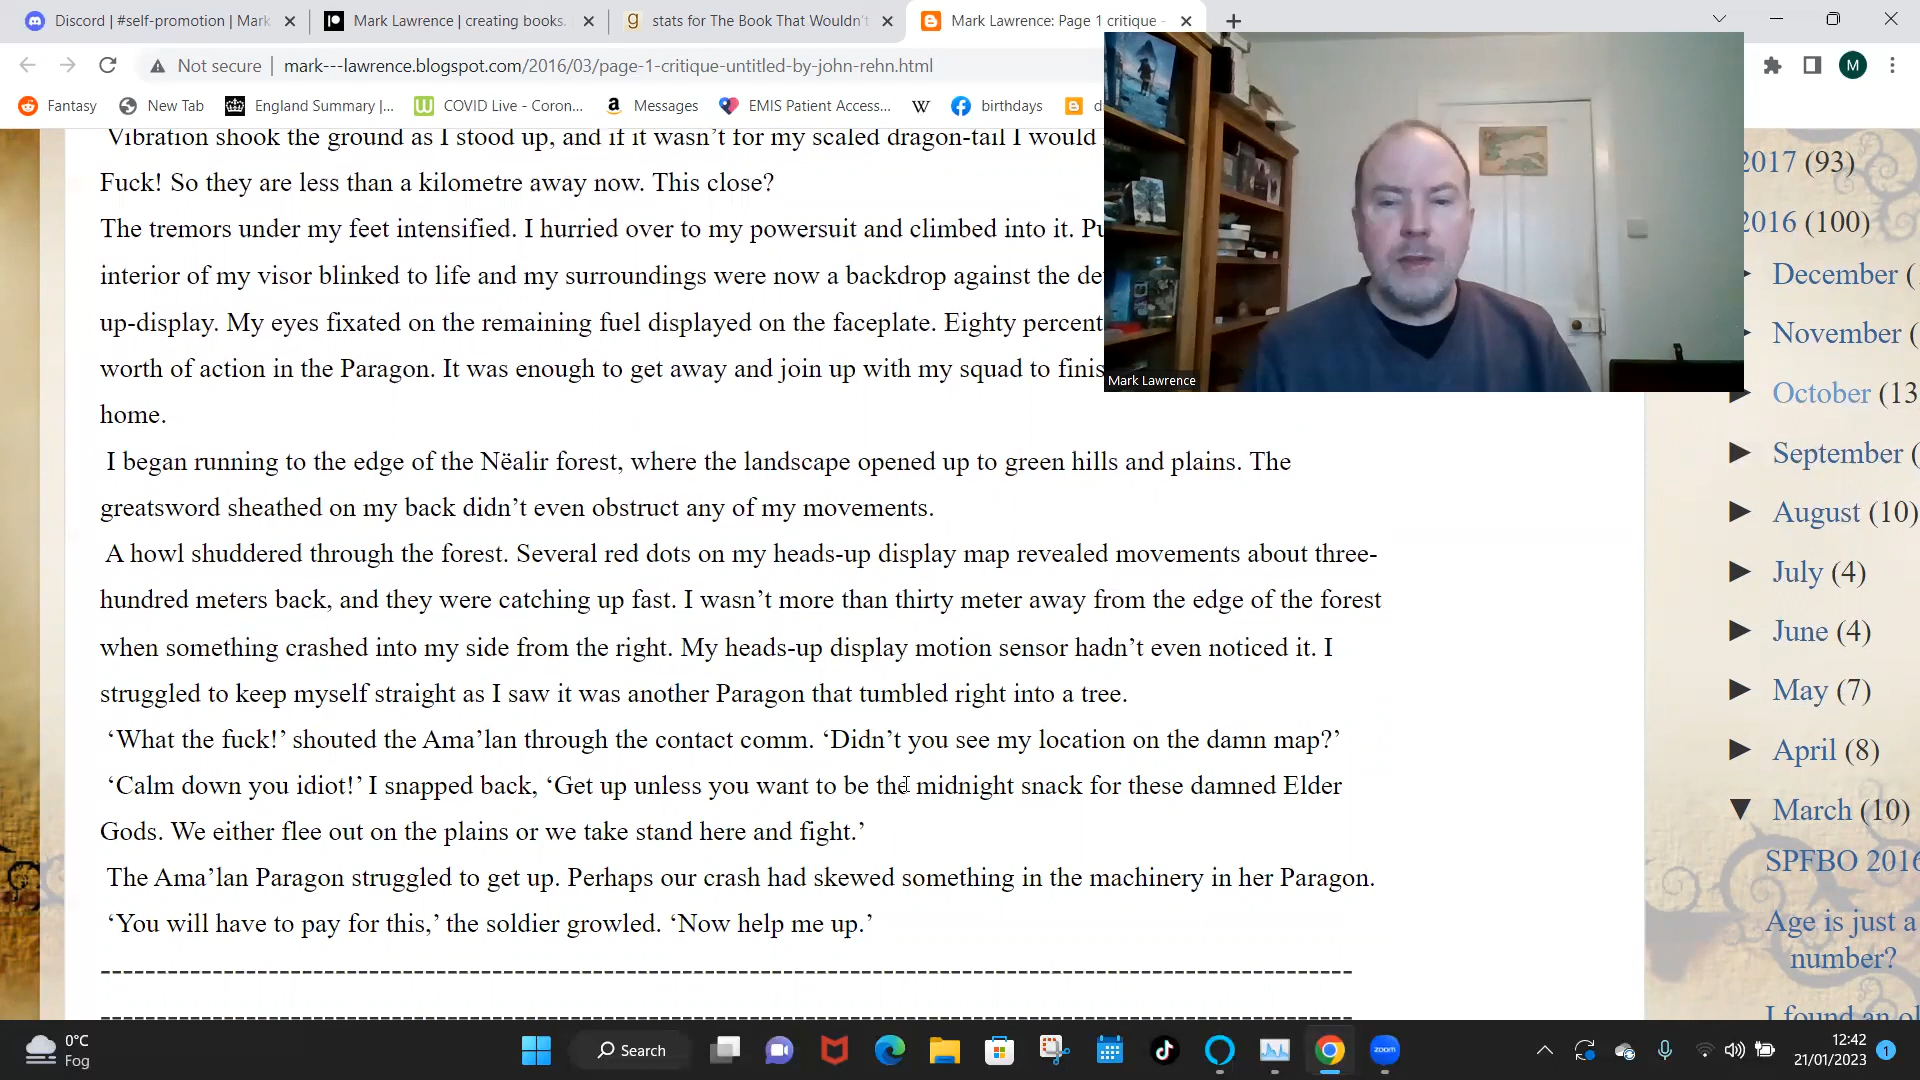 Discord | #self-promotion | Mark
Mark Lawrence | creating books.
stats for The Book That Wouldn't
Mark Lawrence: Page 1 critique -
Not secure
mark---lawrence.blogspot.com/2016/03/page-1-critique-untitled-by-john-rehn.html
M
Fantasy
New Tab
England Summary |...
COVID Live - Coron...
Messages
EMIS Patient Access...
birthdays
Vibration shook the ground as I stood up, and if it wasn't for my scaled dragon-tail I would
Fuck! So they are less than a kilometre away now. This close?
The tremors under my feet intensified. I hurried over to my powersuit and climbed into it.
interior of my visor blinked to life and my surroundings were now a backdrop against the
up-display. My eyes fixated on the remaining fuel displayed on the faceplate. Eighty percent
worth of action in the Paragon. It was enough to get away and join up with my squad to finis
home.
I began running to the edge of the Nëalir forest, where the landscape opened up to green hills and plains. The
greatsword sheathed on my back didn't even obstruct any of my movements.
A howl shuddered through the forest. Several red dots on my heads-up display map revealed movements about three-
hundred meters back, and they were catching up fast. I wasn't more than thirty meter away from the edge of the forest
when something crashed into my side from the right. My heads-up display motion sensor hadn't even noticed it. I
struggled to keep myself straight as I saw it was another Paragon that tumbled right into a tree.
‘What the fuck!’ shouted the Ama’lan through the contact comm. ‘Didn’t you see my location on the damn map?’
‘Calm down you idiot!’ I snapped back, ‘Get up unless you want to be the midnight snack for these damned Elder
Gods. We either flee out on the plains or we take stand here and fight.’
The Ama’lan Paragon struggled to get up. Perhaps our crash had skewed something in the machinery in her Paragon.
‘You will have to pay for this,’ the soldier growled. ‘Now help me up.’
Mark Lawrence
2017 (93)
2016 (100)
December (
November (
October (13
September (
August (10)
July (4)
June (4)
May (7)
April (8)
March (10)
SPFBO 2016
Age is just a
number?
I found an ol
0°C
Fog
Search
zoom
12:42
21/01/2023
1